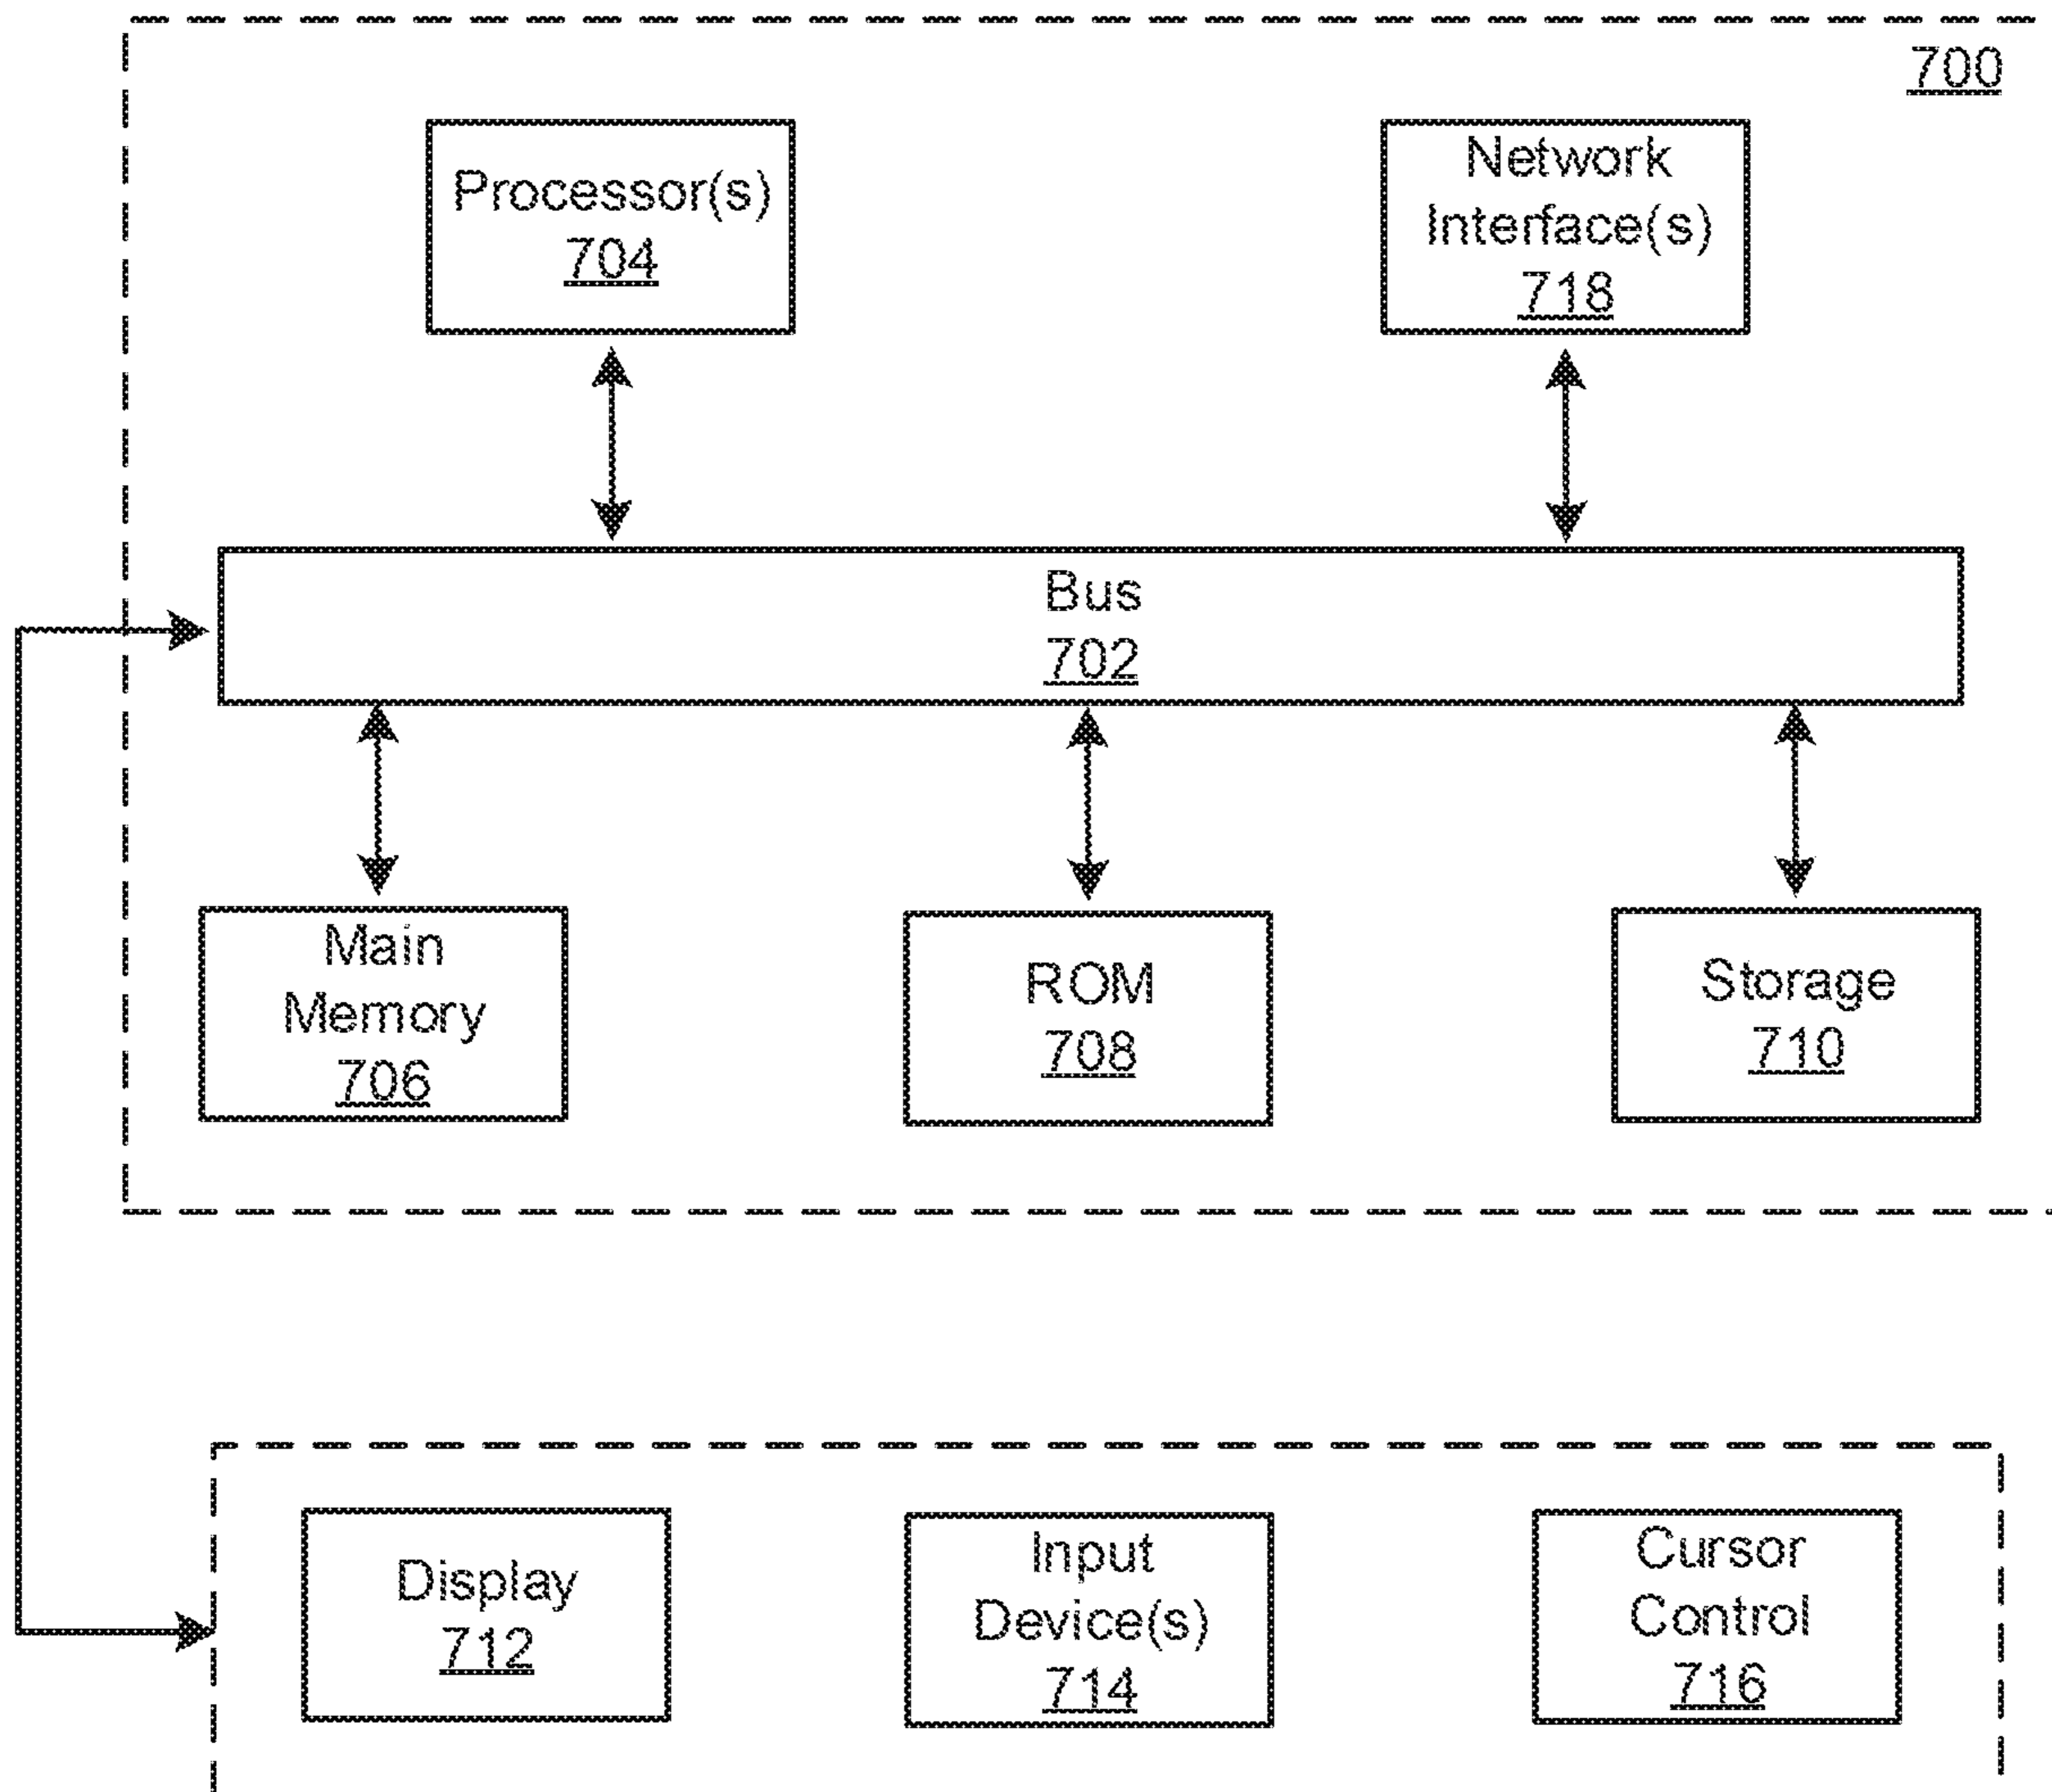 700
Processor(s)
704
Network
Interface(s)
718
Bus
702
Main
Memory
706
ROM
708
Storage
710
Display
712
Input
Device(s)
714
Cursor
Control
716